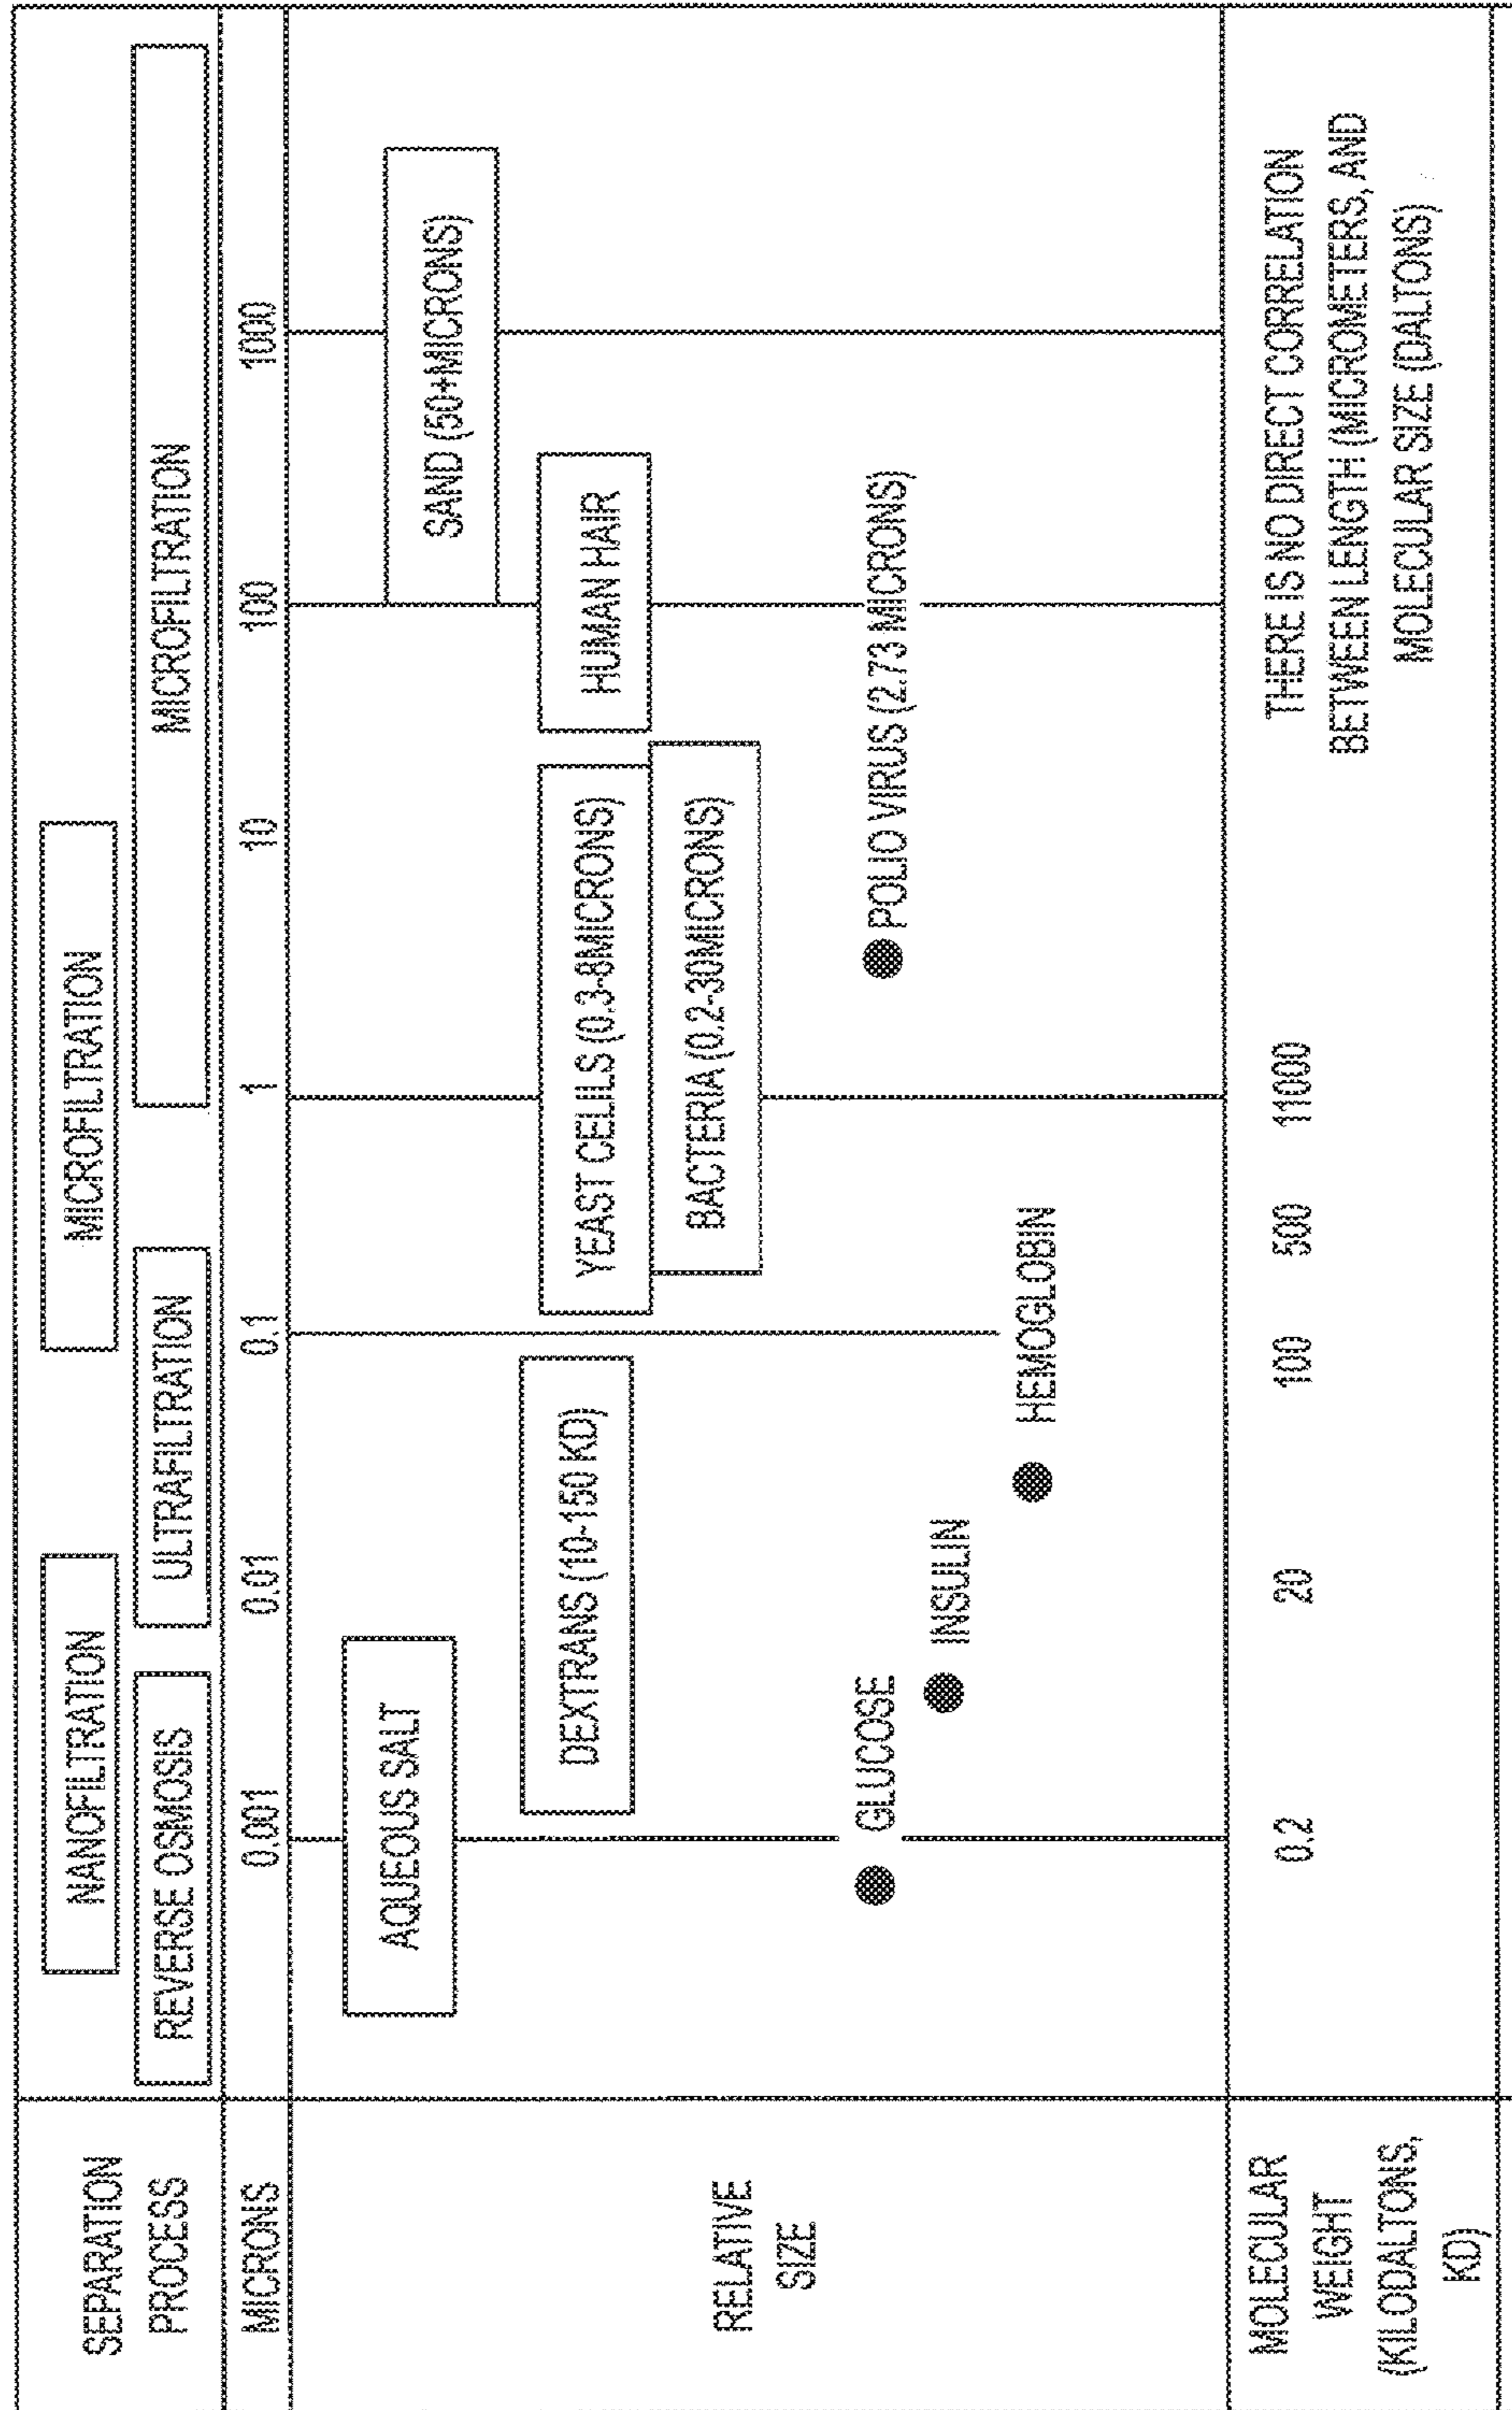 SEPARATION
PROCESS
NANOFILTRATION
MICROFILTRATION
REVERSE OSMOSIS
ULTRAFILTRATION
MICROFILTRATION
MICRONS
0.001
0.01
0.1
1
10
100
1000
RELATIVE
SIZE
AQUEOUS SALT
SAND (50+MICRONS)
DEXTRANS (10-150 KD)
YEAST CELILS (0.3-8MICRONS)
HUMAN HAIR
BACTERIA (0.2-30MICRONS)
GLUCOSE
POLIO VIRUS (2.73 MICRONS)
INSULIN
HEMOGLOBIN
MOLECULAR
WEIGHT
(KILODALTONS,
KD)
0.2
20
100
500
11000
THERE IS NO DIRECT CORRELATION
BETWEEN LENGTH (MICROMETERS, AND
MOLECULAR SIZE (DALTONS)